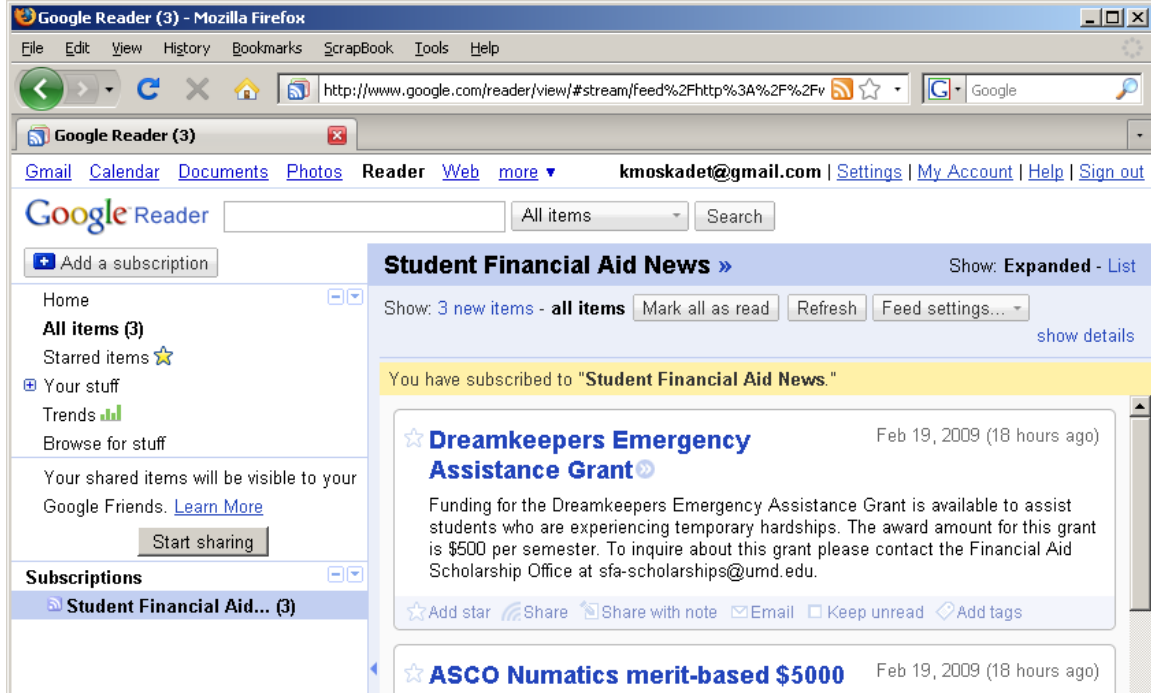 Google Reader (3) - Mozilla Firefox
File Edit View History Bookmarks ScrapBook Tools Help
http://www.google.com/reader/view/#stream/feed%2Fhttp%3A%2F%2Fv G Google
Google Reader (3)
Gmail Calendar Documents Photos Reader Web more ▼ kmoskadet@gmail.com | Settings | My Account | Help | Sign out
Google Reader All items Search
Add a subscription
Home
All items (3)
Starred items
Your stuff
Trends
Browse for stuff
Your shared items will be visible to your
Google Friends. Learn More
Start sharing
Subscriptions
Student Financial Aid... (3)
Student Financial Aid News » Show: Expanded - List
Show: 3 new items - all items Mark all as read Refresh Feed settings...
show details
You have subscribed to "Student Financial Aid News."
Dreamkeepers Emergency Feb 19, 2009 (18 hours ago)
Assistance Grant
Funding for the Dreamkeepers Emergency Assistance Grant is available to assist
students who are experiencing temporary hardships. The award amount for this grant
is $500 per semester. To inquire about this grant please contact the Financial Aid
Scholarship Office at sfa-scholarships@umd.edu.
Add star Share Share with note Email Keep unread Add tags
ASCO Numatics merit-based $5000 Feb 19, 2009 (18 hours ago)